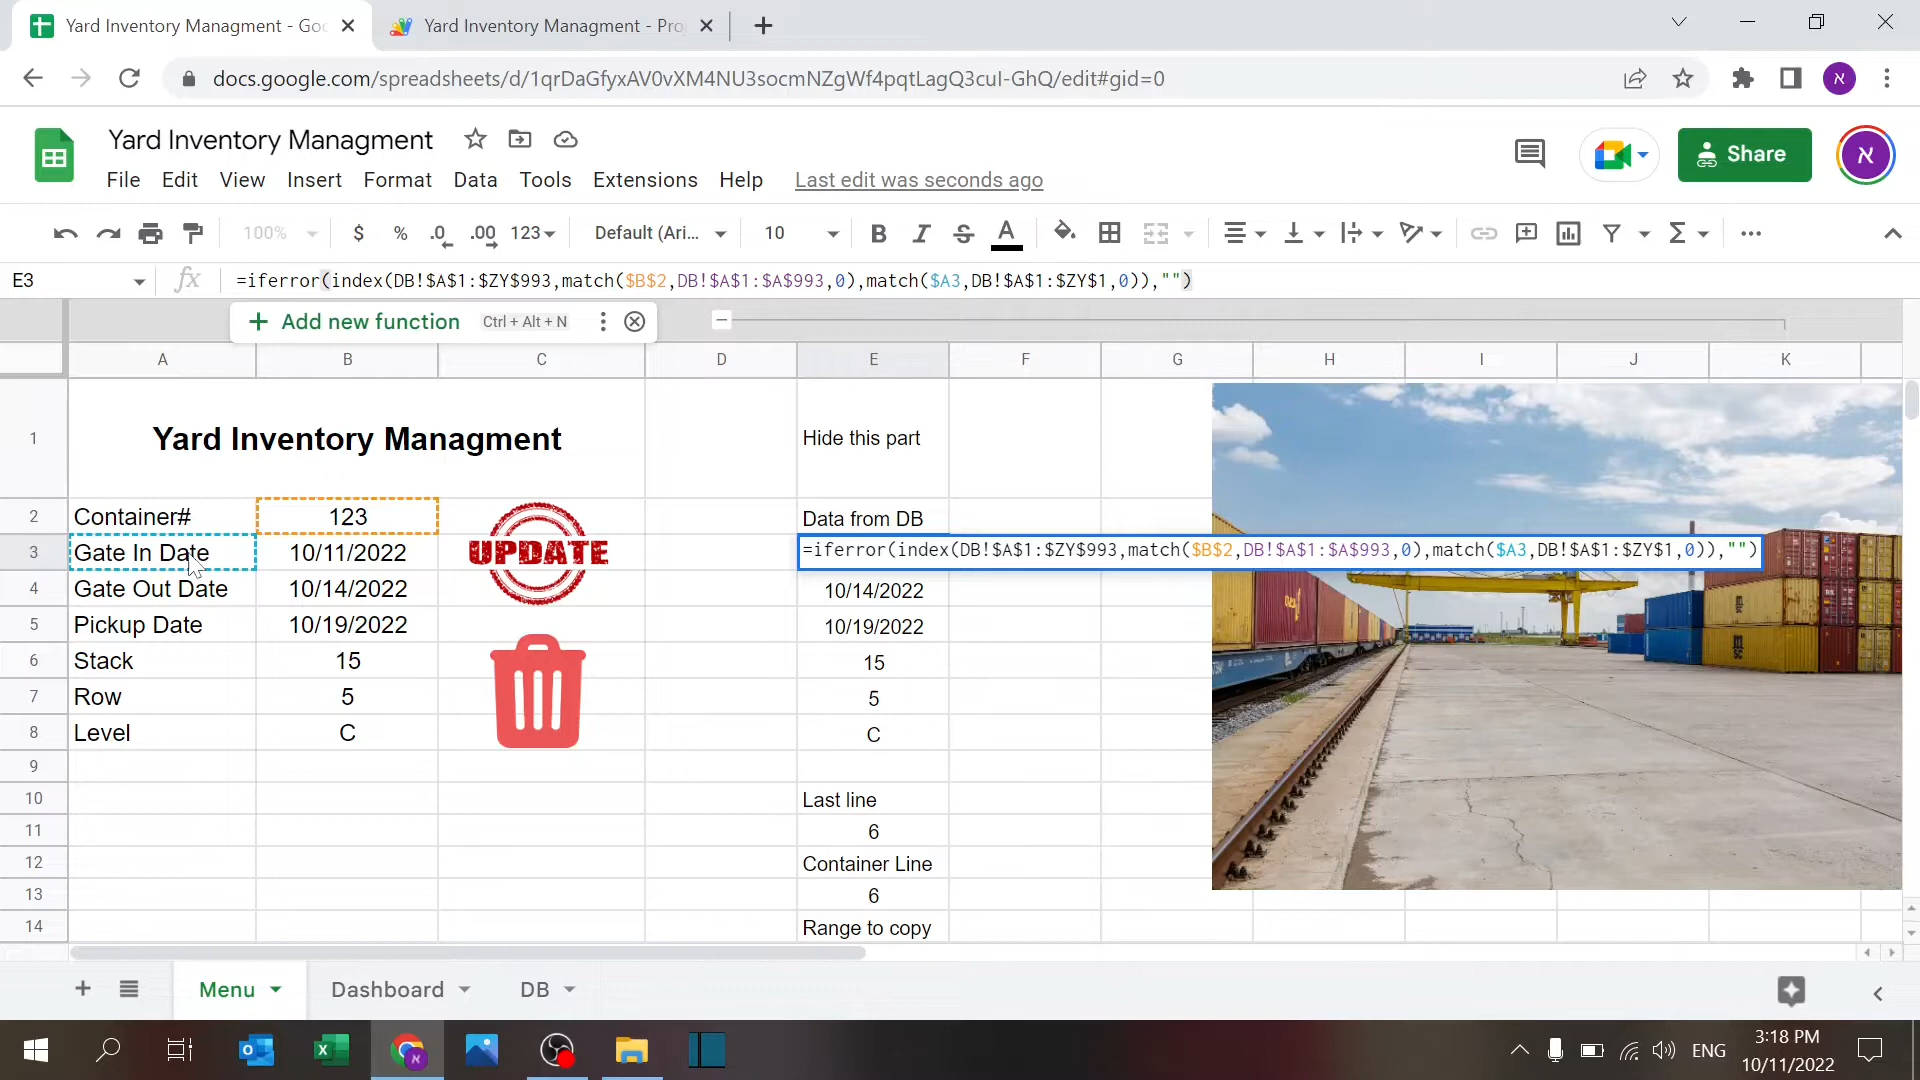 Yard Inventory Managment - Goo
Yard Inventory Managment - Pro
docs.google.com/spreadsheets/d/1qrDaGfyxAV0vXM4NU3socmNZgWf4pqtLagQ3cuI-GhQ/edit#gid=0
א
Yard Inventory Managment
Share
א
File Edit View Insert Format Data Tools Extensions Help Last edit was seconds ago
100% $ % .0 .00 123 Default (Ari... 10 B I S A
E3 fx =iferror(index(DB!$A$1:$ZY$993,match($B$2,DB!$A$1:$A$993,0),match($A3,DB!$A$1:$ZY$1,0)),"")
+ Add new function Ctrl + Alt + N
A B C D E F G H I J K
1 Yard Inventory Managment Hide this part
2 Container# 123 Data from DB
3 Gate In Date 10/11/2022 =iferror(index(DB!$A$1:$ZY$993,match($B$2,DB!$A$1:$A$993,0),match($A3,DB!$A$1:$ZY$1,0)),"")
UPDATE
4 Gate Out Date 10/14/2022 10/14/2022
5 Pickup Date 10/19/2022 10/19/2022
6 Stack 15 15
7 Row 5 5
8 Level C C
9
10 Last line
11 6
12 Container Line
13 6
14 Range to copy
Menu Dashboard DB
ENG
3:18 PM
10/11/2022